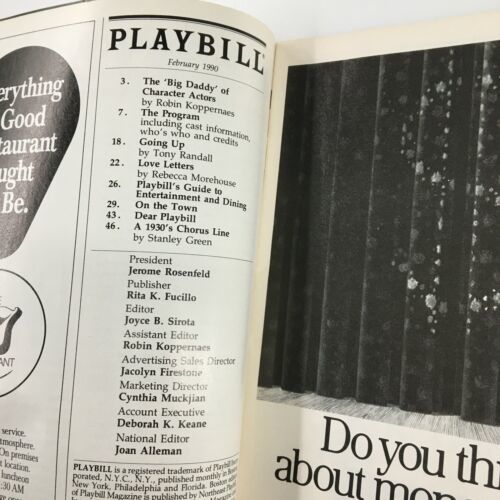 everything
Good
Restaurant
ought
Be.
ANT
service.
atmosphere.
On premises
location.
luncheon
:30 AM
PLAYBILL
February 1990
3. The 'Big Daddy' of
Character Actors
by Robin Koppernaes
7. The Program
including cast information,
who's who and credits
18. Going Up
by Tony Randall
22. Love Letters
by Rebecca Morehouse
26. Playbill's Guide to
Entertainment and Dining
29. On the Town
43. Dear Playbill
46. A 1930's Chorus Line
by Stanley Green
President
Jerome Rosenfeld
Publisher
Rita K. Fucillo
Editor
Joyce B. Sirota
Assistant Editor
Robin Koppernaes
Advertising Sales Director
Jacolyn Firestone
Marketing Director
Cynthia Muckjian
Account Executive
Deborah K. Keane
National Editor
Joan Alleman
PLAYBILL is a registered trademark of Playbill
porated, N.Y.C., N.Y., published monthly in
New York, Philadelphia and Florida. Boston
of Playbill Magazine is published by Northeast
Do you thi
about mone